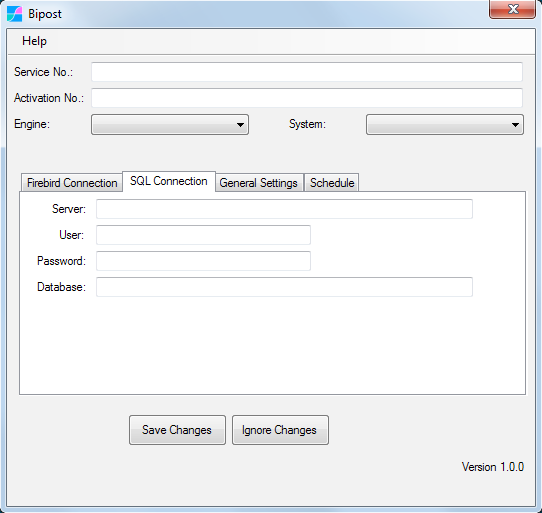 Bipost
Help
Service No.:
Activation No.:
Engine: System:
Firebird Connection SQL Connection General Settings Schedule
Server:
User:
Password:
Database:
Save Changes Ignore Changes
Version 1.0.0